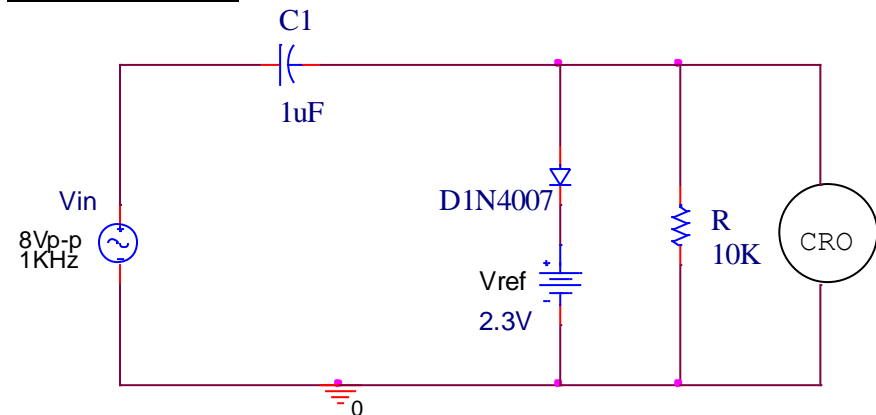 C1
1uF
Vin
8Vp-p
1KHz
D1N4007
Vref
2.3V
R
10K
CRO
0